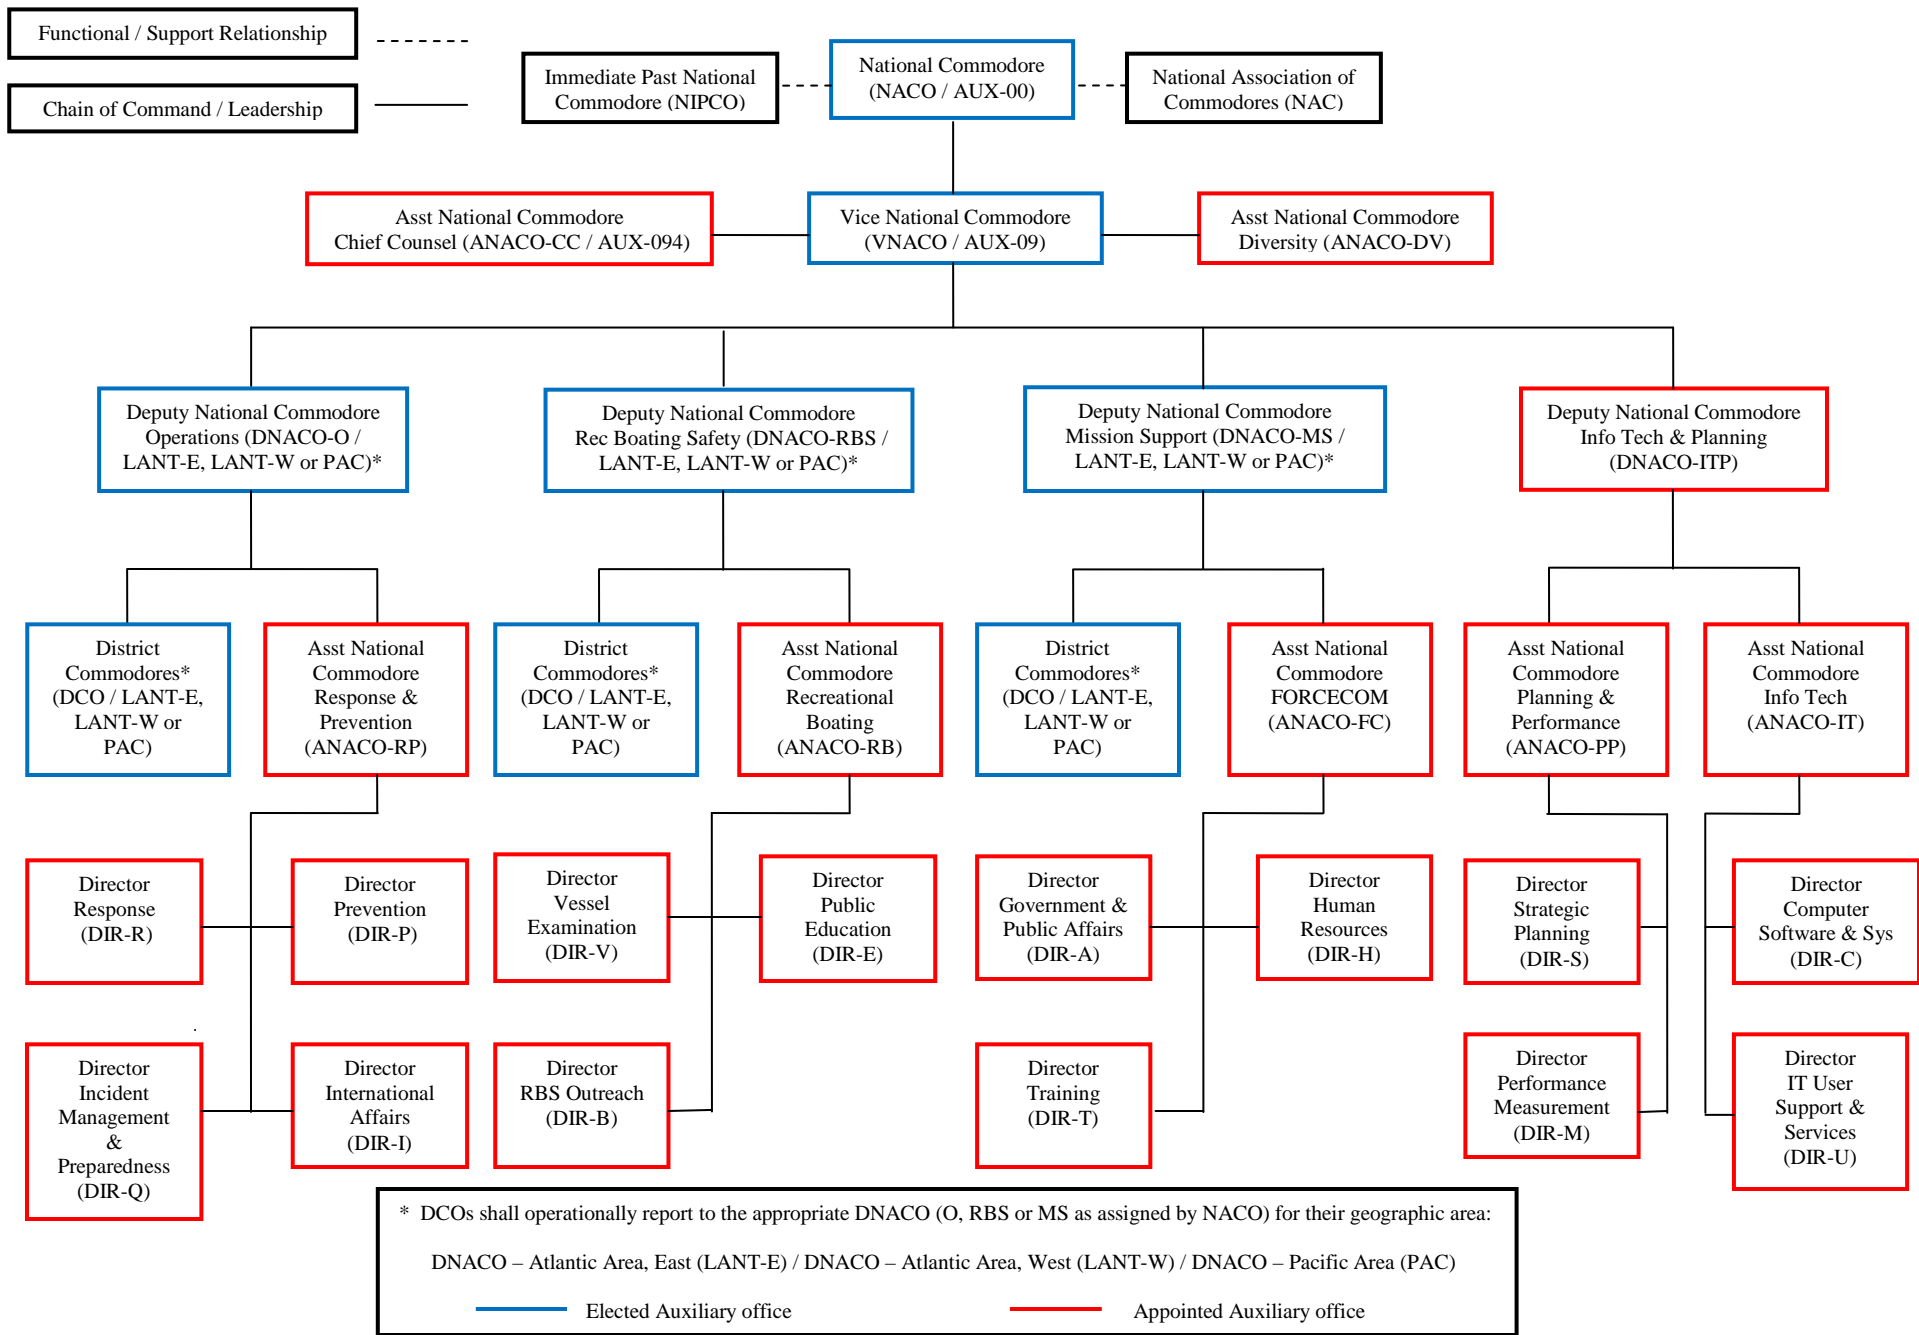 Functional / Support Relationship
Chain of Command / Leadership
Immediate Past National
Commodore (NIPCO)
National Commodore
(NACO / AUX-00)
National Association of
Commodores (NAC)
Asst National Commodore
Chief Counsel (ANACO-CC / AUX-094)
Vice National Commodore
(VNACO / AUX-09)
Asst National Commodore
Diversity (ANACO-DV)
Deputy National Commodore
Operations (DNACO-O /
LANT-E, LANT-W or PAC)*
Deputy National Commodore
Rec Boating Safety (DNACO-RBS /
LANT-E, LANT-W or PAC)*
Deputy National Commodore
Mission Support (DNACO-MS /
LANT-E, LANT-W or PAC)*
Deputy National Commodore
Info Tech & Planning
(DNACO-ITP)
District
Commodores*
(DCO / LANT-E,
LANT-W or
PAC)
Asst National
Commodore
Response &
Prevention
(ANACO-RP)
District
Commodores*
(DCO / LANT-E,
LANT-W or
PAC)
Asst National
Commodore
Recreational
Boating
(ANACO-RB)
District
Commodores*
(DCO / LANT-E,
LANT-W or
PAC)
Asst National
Commodore
FORCECOM
(ANACO-FC)
Asst National
Commodore
Planning &
Performance
(ANACO-PP)
Asst National
Commodore
Info Tech
(ANACO-IT)
Director
Response
(DIR-R)
Director
Prevention
(DIR-P)
Director
Vessel
Examination
(DIR-V)
Director
Public
Education
(DIR-E)
Director
Government &
Public Affairs
(DIR-A)
Director
Human
Resources
(DIR-H)
Director
Strategic
Planning
(DIR-S)
Director
Computer
Software & Sys
(DIR-C)
Director
Incident
Management
&
Preparedness
(DIR-Q)
Director
International
Affairs
(DIR-I)
Director
RBS Outreach
(DIR-B)
Director
Training
(DIR-T)
Director
Performance
Measurement
(DIR-M)
Director
IT User
Support &
Services
(DIR-U)
* DCOs shall operationally report to the appropriate DNACO (O, RBS or MS as assigned by NACO) for their geographic area:
DNACO – Atlantic Area, East (LANT-E) / DNACO – Atlantic Area, West (LANT-W) / DNACO – Pacific Area (PAC)
Elected Auxiliary office
Appointed Auxiliary office